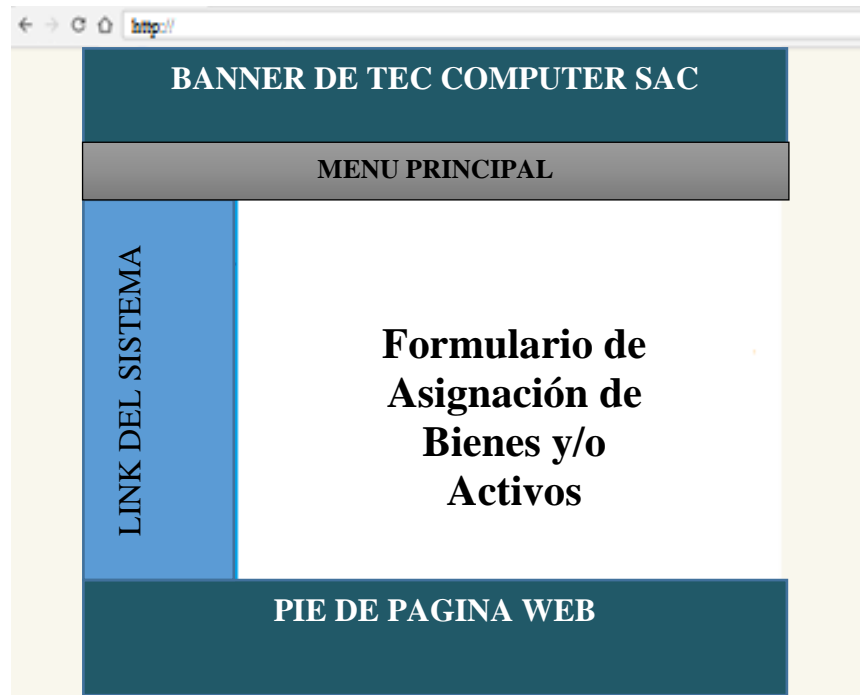 http://
BANNER DE TEC COMPUTER SAC
MENU PRINCIPAL
LINK DEL SISTEMA
Formulario de
Asignación de
Bienes y/o
Activos
PIE DE PAGINA WEB